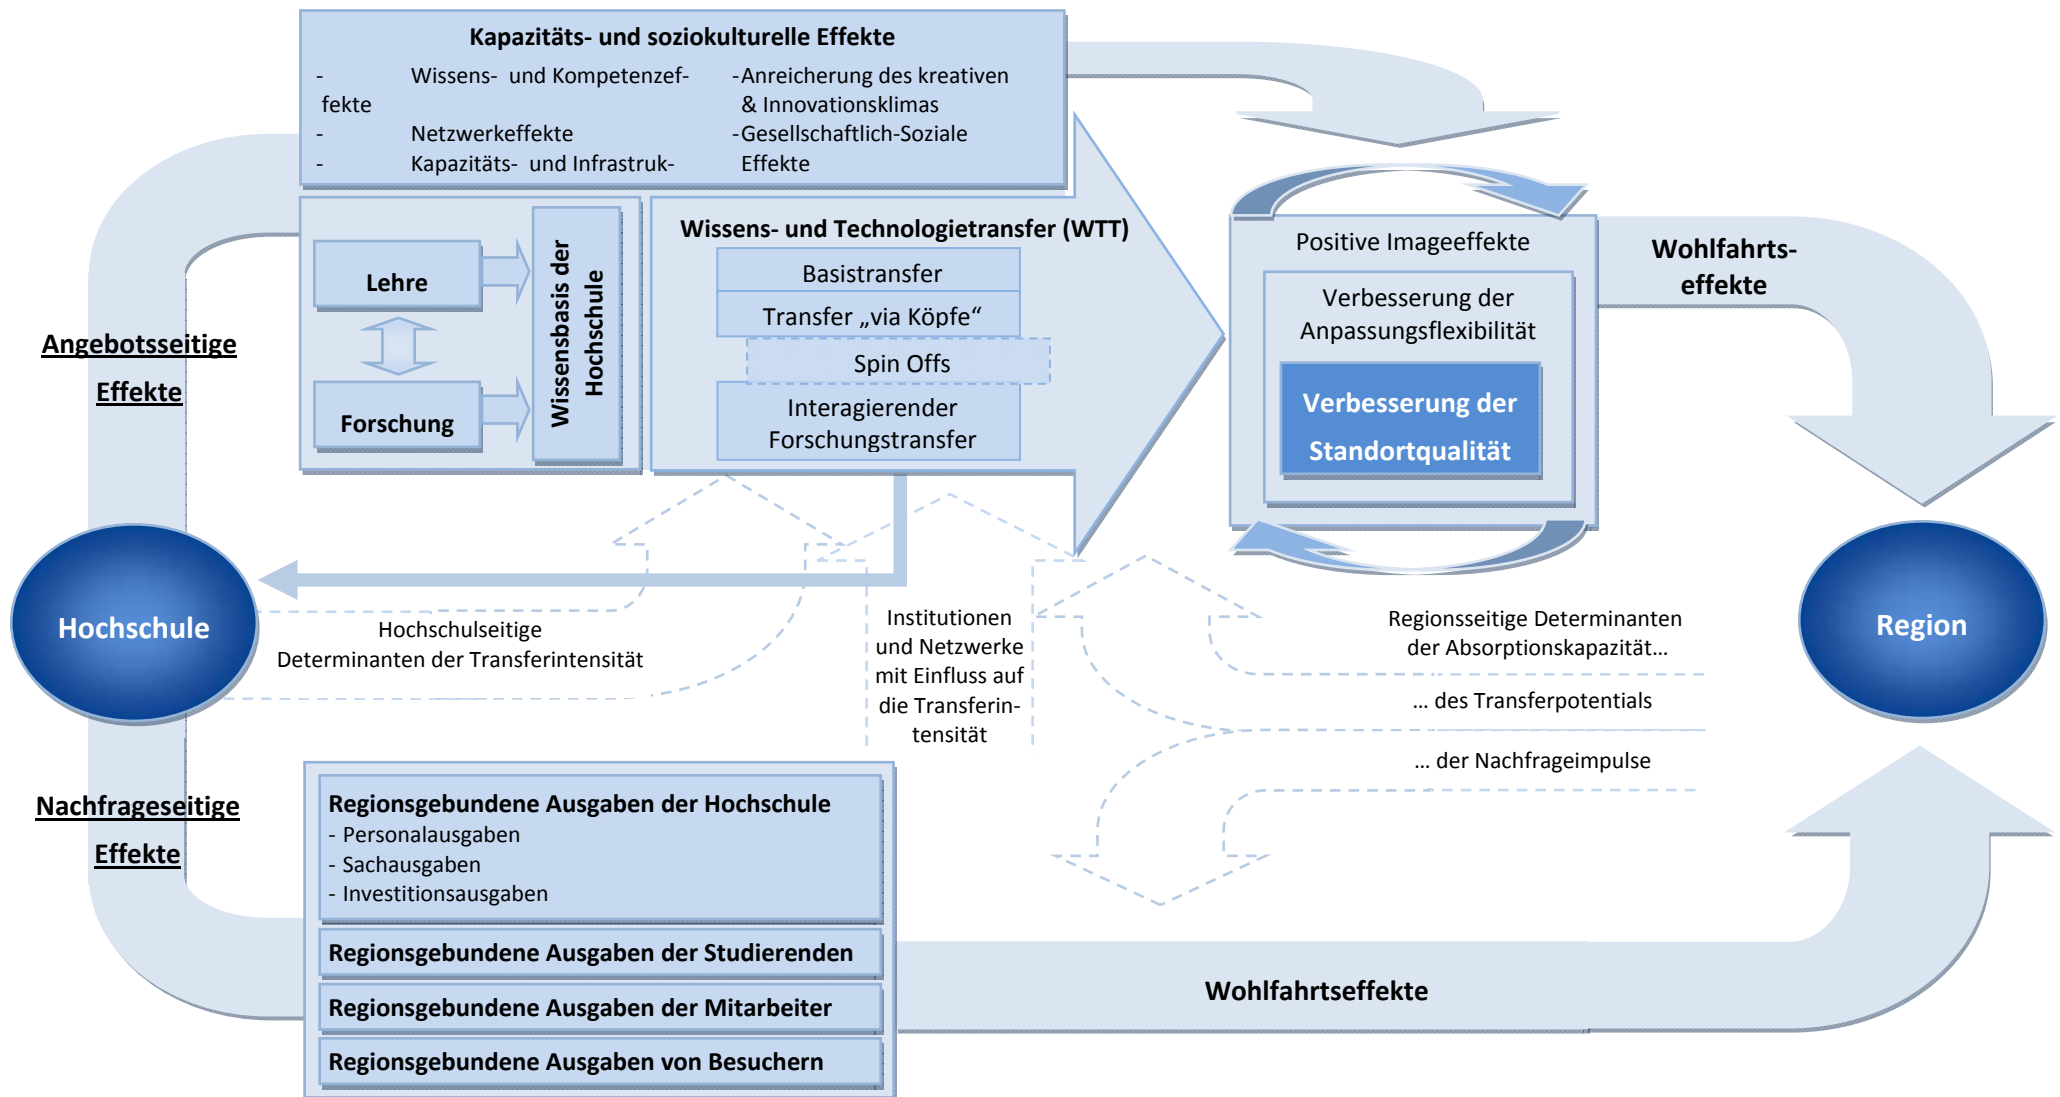 Kapazitäts- und soziokulturelle Effekte
- Wissens- und Kompetenzef-
fekte
- Netzwerkeffekte
- Kapazitäts- und Infrastruk-
-Anreicherung des kreativen
& Innovationsklimas
-Gesellschaftlich-Soziale
Effekte
Angebotsseitige
Effekte
Lehre
Forschung
Wissensbasis der
Hochschule
Wissens- und Technologietransfer (WTT)
Basistransfer
Transfer „via Köpfe“
Spin Offs
Interagierender
Forschungstransfer
Positive Imageeffekte
Verbesserung der
Anpassungsflexibilität
Verbesserung der
Standortqualität
Wohlfahrts-
effekte
Hochschule
Hochschulseitige
Determinanten der Transferintensität
Institutionen
und Netzwerke
mit Einfluss auf
die Transferin-
tensität
Regionsseitige Determinanten
der Absorptionskapazität…
… des Transferpotentials
… der Nachfrageimpulse
Region
Nachfrageseitige
Effekte
Regionsgebundene Ausgaben der Hochschule
- Personalausgaben
- Sachausgaben
- Investitionsausgaben
Regionsgebundene Ausgaben der Studierenden
Regionsgebundene Ausgaben der Mitarbeiter
Regionsgebundene Ausgaben von Besuchern
Wohlfahrtseffekte